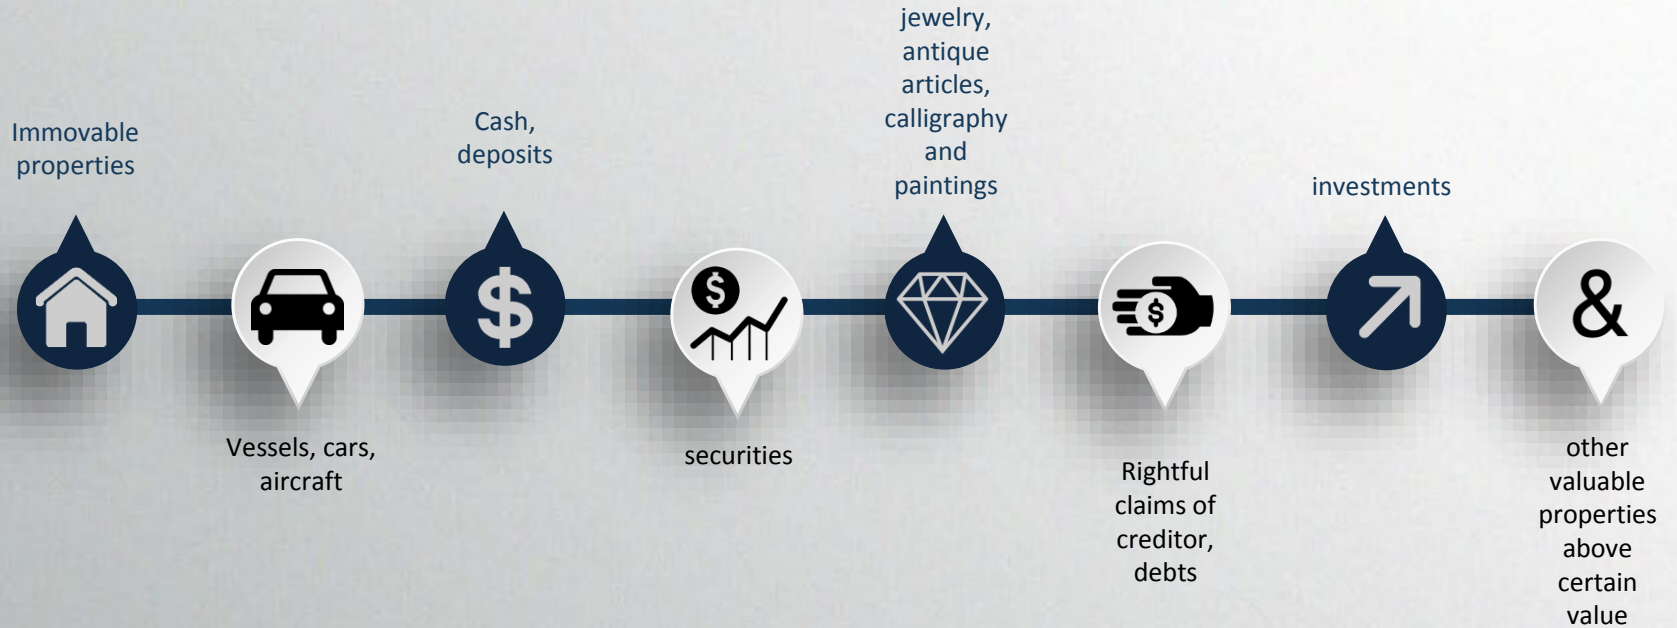 Immovable
properties
Vessels, cars,
aircraft
Cash,
deposits
$
$
securities
jewelry,
antique
articles,
calligraphy
and
paintings
$
Rightful
claims of
creditor,
debts
investments
&
other
valuable
properties
above
certain
value